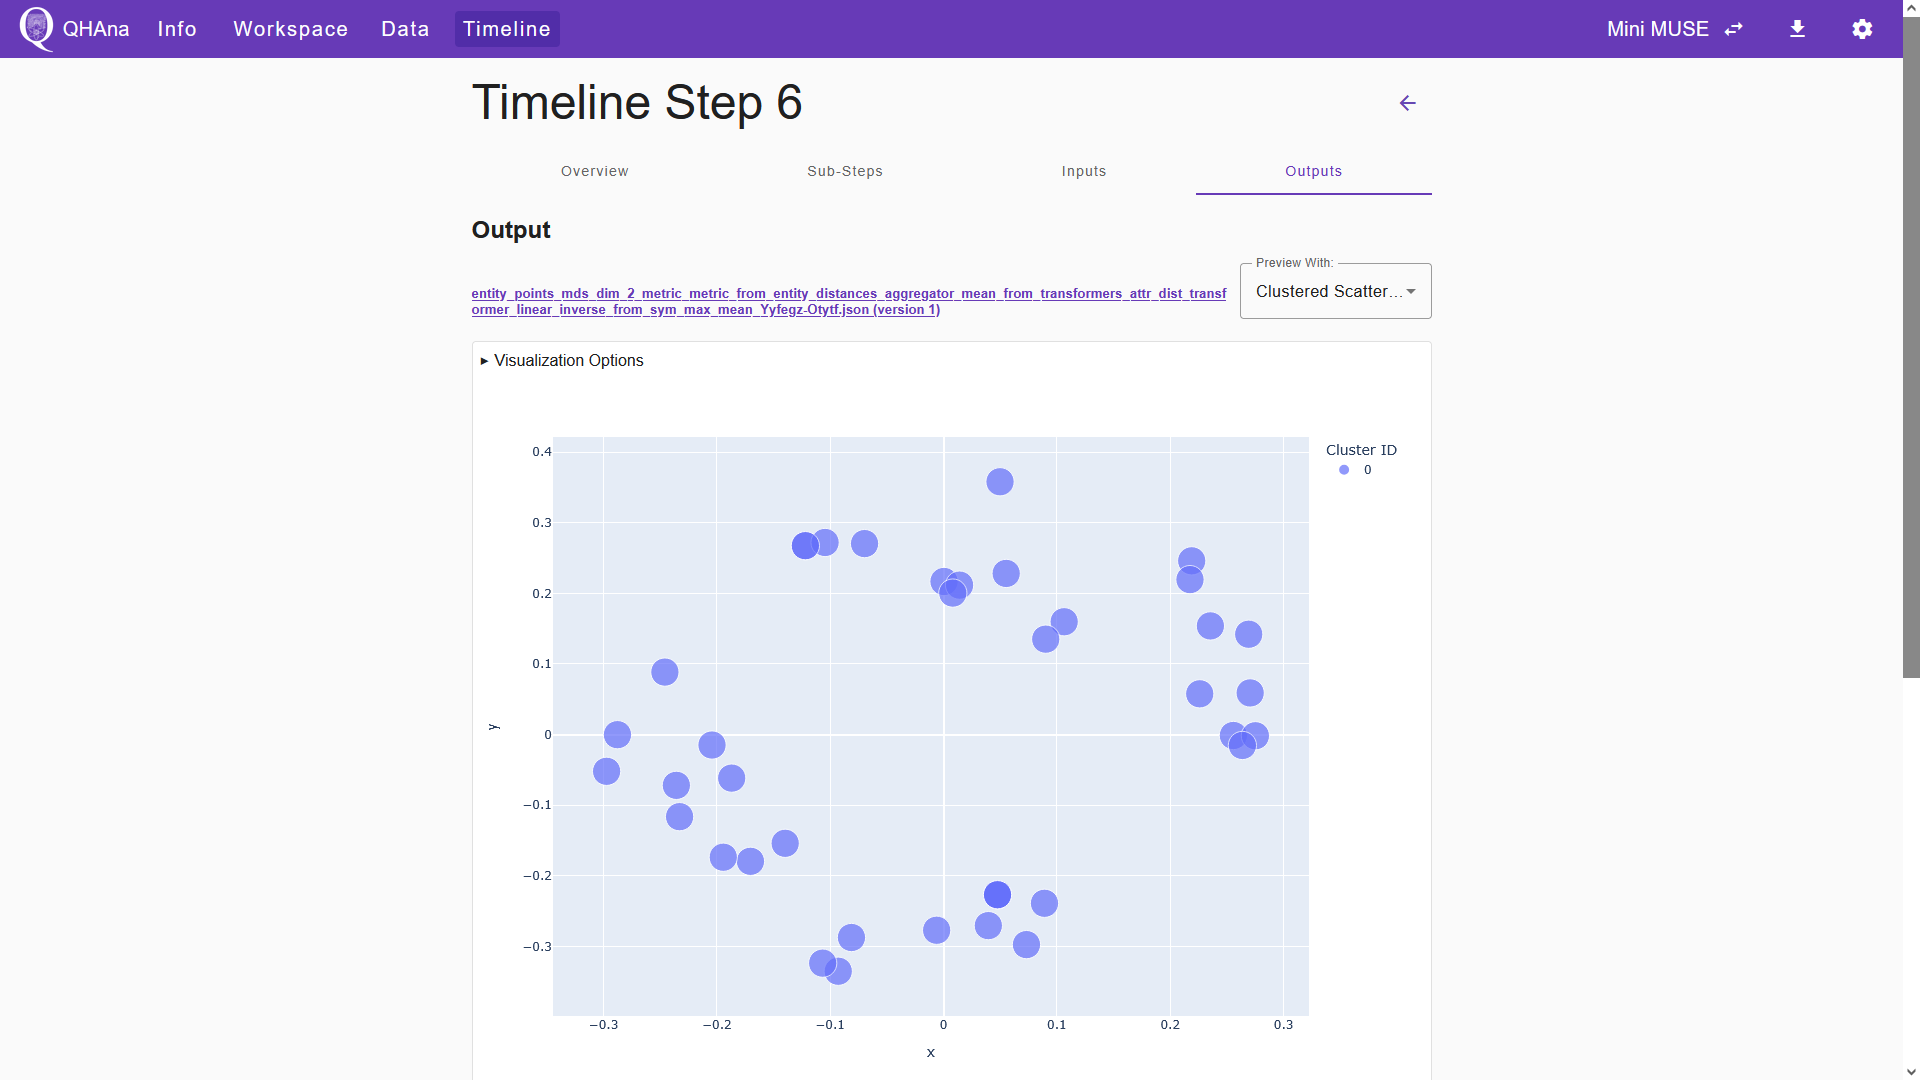 QHAna Info Workspace Data Timeline Mini MUSE
Timeline Step 6
Overview Sub-Steps Inputs Outputs
Output
Preview With:
Clustered Scatter...
entity_points_mds_dim_2_metric_metric_from_entity_distances_aggregator_mean_from_transformers_attr_dist_transf
ormer_linear_inverse_from_sym_max_mean_Yyfegz-Otytf.json (version 1)
Visualization Options
Cluster ID
0
0.4
0.3
0.2
0.1
0
−0.1
−0.2
−0.3
y
−0.3 −0.2 −0.1 0 0.1 0.2 0.3
x